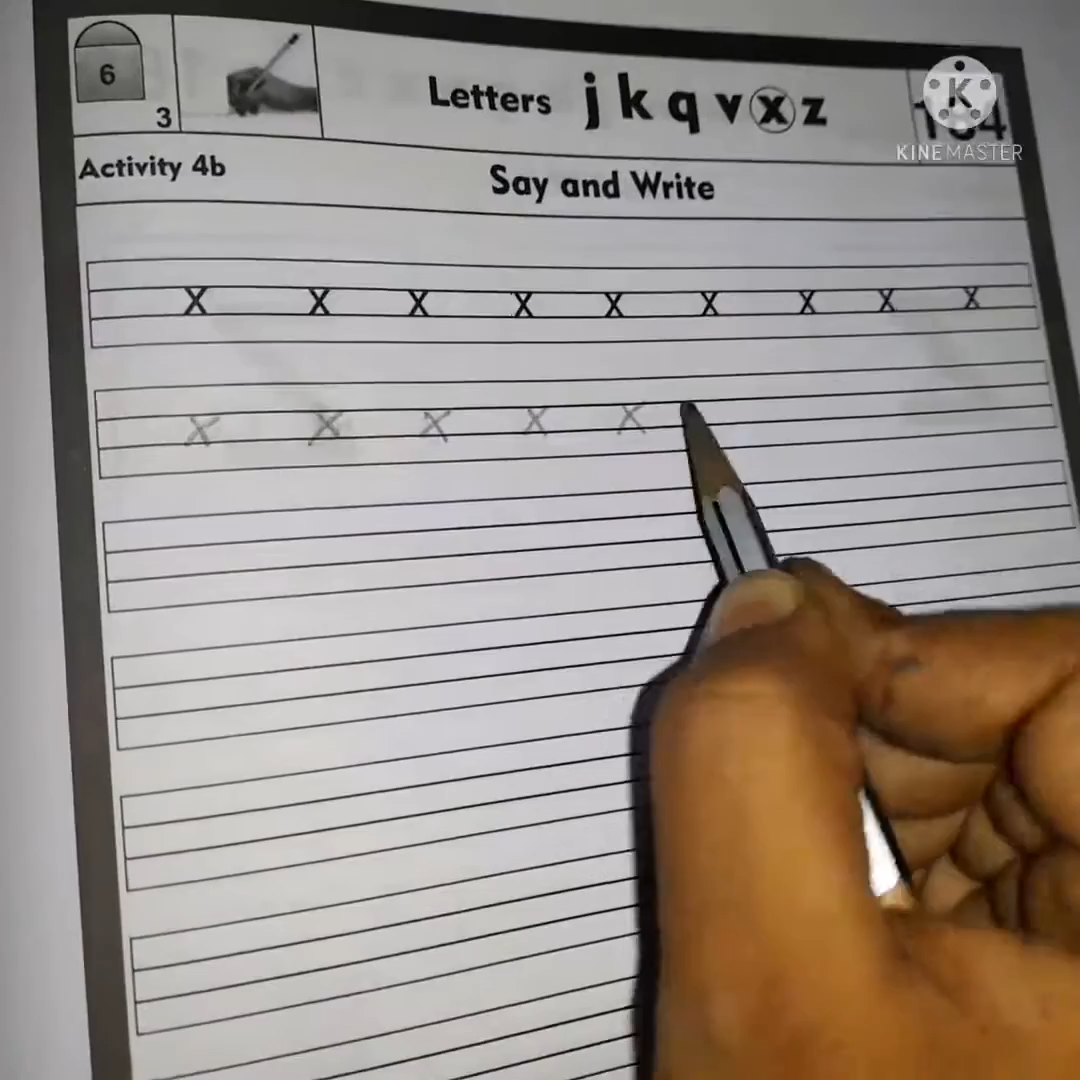 6
3
Letters j k q v x z
K
KINEMASTER
Activity 4b
Say and Write
x x x x x x x x x
x x x x x